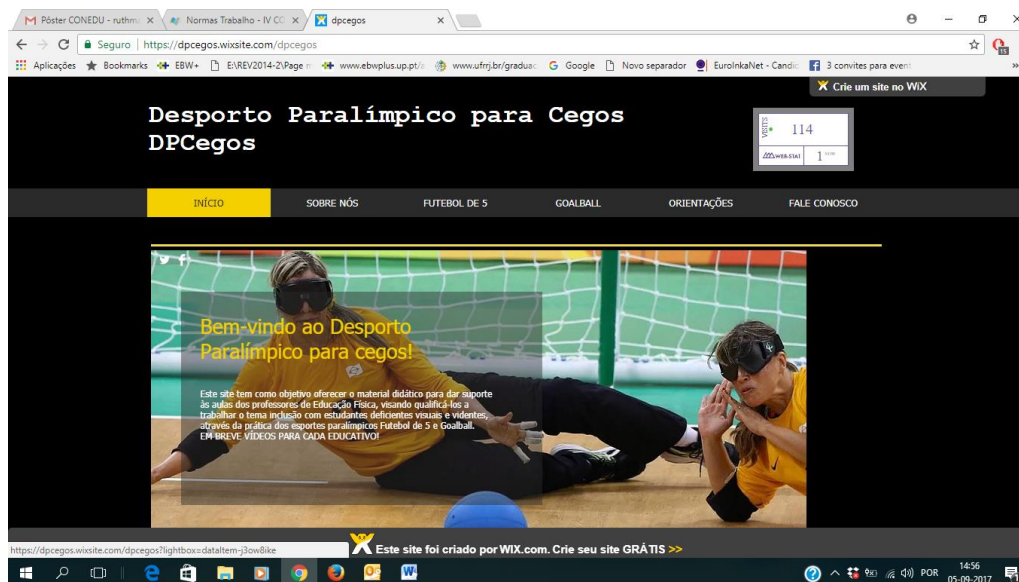 Póster CONEDU - ruthm
Normas Trabalho - IV CO
dpcegos
Seguro
https://dpcegos.wixsite.com/dpcegos
Aplicações
Bookmarks
EBW+
E:\REV2014-2\Page
www.ebwplus.up.pt/
www.ufrrj.br/graduac
Google
Novo separador
EuroInkaNet - Candic
3 convites para event
Crie um site no WiX
Desporto Paralímpico para Cegos
DPCegos
VISITS
114
WEB-STAT
1
INÍCIO
SOBRE NÓS
FUTEBOL DE 5
GOALBALL
ORIENTAÇÕES
FALE CONOSCO
Bem-vindo ao Desporto
Paralímpico para cegos!
Este site tem como objetivo oferecer o material didático para dar suporte
às aulas dos professores de Educação Física, visando qualificá-los a
trabalhar o tema inclusão com estudantes deficientes visuais e videntes,
através da prática dos esportes paralímpicos Futebol de 5 e Goalball.
EM BREVE VÍDEOS PARA CADA EDUCATIVO!
https://dpcegos.wixsite.com/dpcegos?lightbox=dataItem-j3ow8ike
Este site foi criado por WIX.com. Crie seu site GRÁTIS >>
POR
14:56
05-09-2017